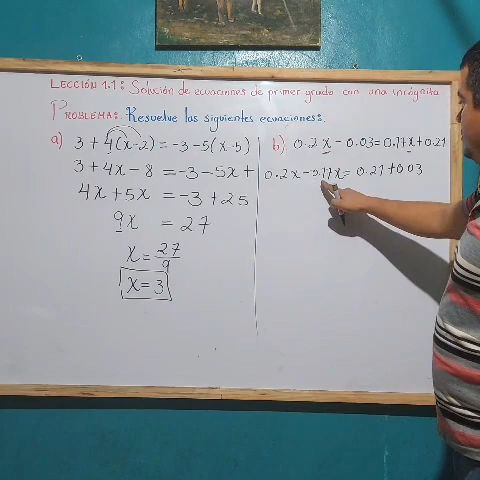 LECCIÓN 1.1: Solución de ecuaciones de primer grado con una incógnita
PROBLEMA: Resuelve las siguientes ecuaciones:
a) 3 + 4(x-2) = -3-5(x-5)
3 + 4x - 8 = -3 - 5x +
4x + 5x = -3 + 25
9x = 27
x = 27/9
x = 3
b) 0.2x - 0.03 = 0.17x + 0.21
0.2x - 0.17x = 0.21 + 0.03